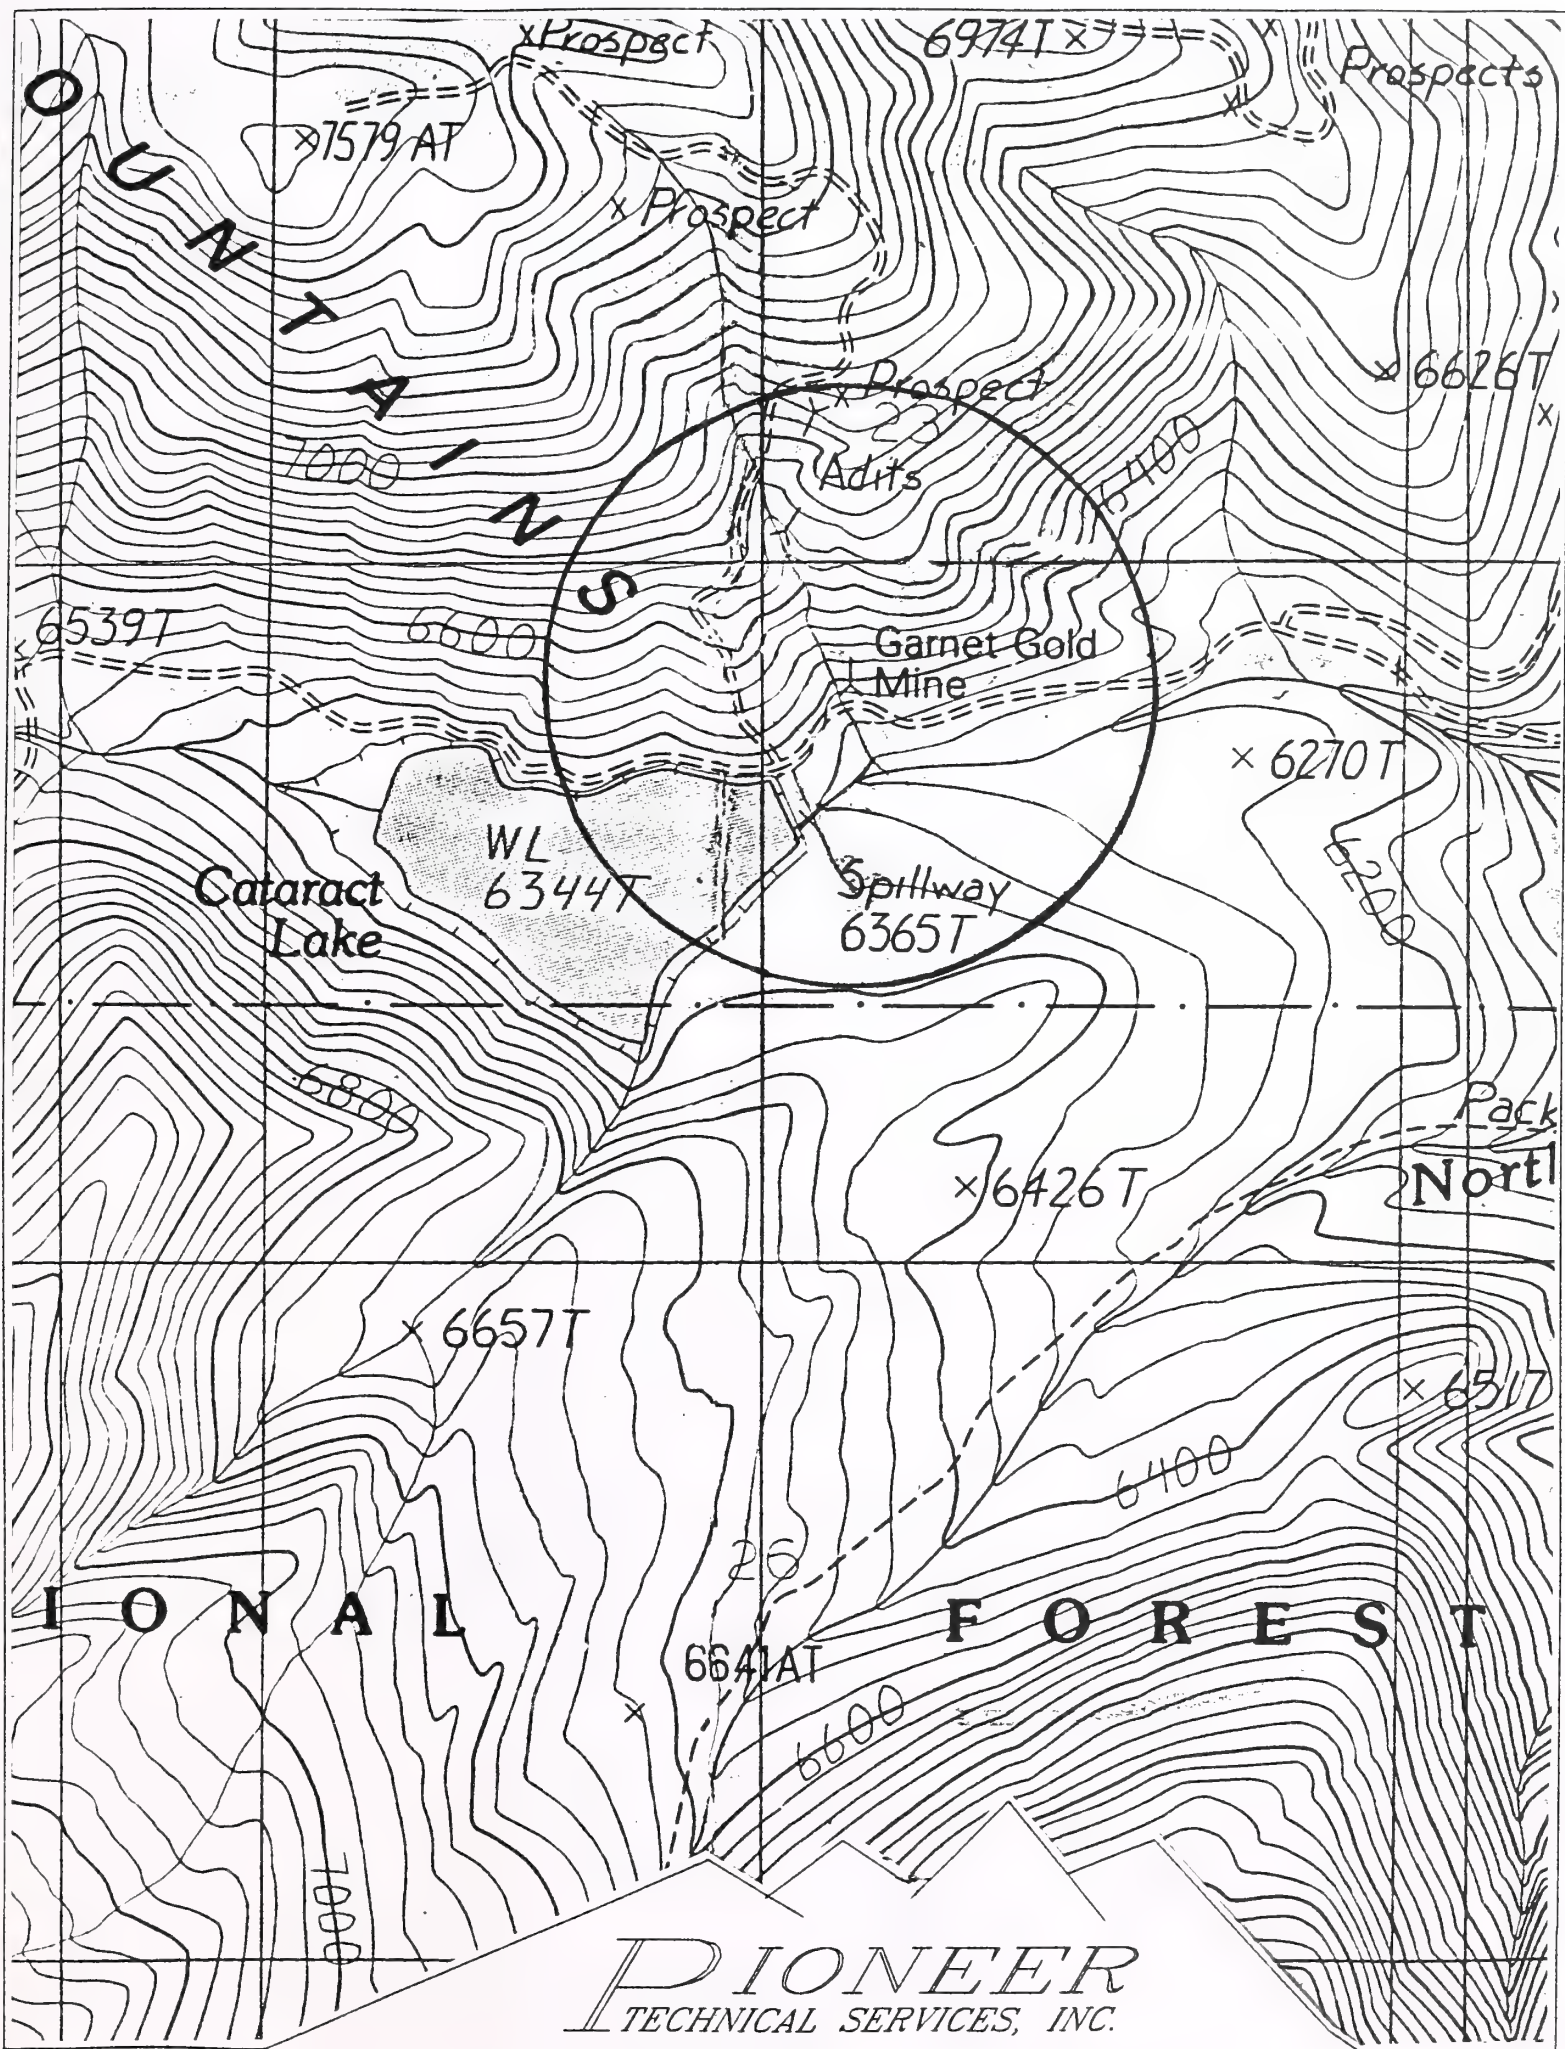 Prospect
6974T
Prospects
7579 AT
Prospect
OUNTAINS
6626T
Prospect
23
Adits
7000
6400
6539T
6600
Garnet Gold
Mine
6270T
WL
6344T
6200
Cataract
Lake
Spillway
6365T
6800
Pack
North
6426T
6657T
6517
6400
26
IONAL FOREST
6641AT
6600
7000
PIONEER
TECHNICAL SERVICES, INC.